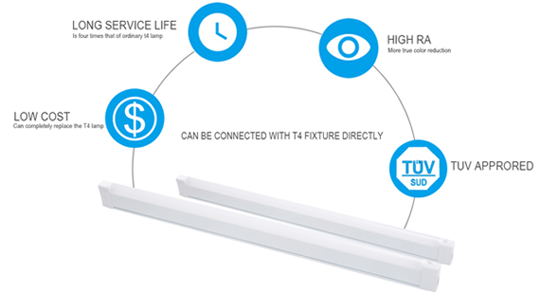 LONG SERVICE LIFE
Is four times that of ordinary t4 lamp
HIGH RA
More true color reduction
LOW COST
Can completely replace the T4 lamp
$
CAN BE CONNECTED WITH T4 FIXTURE DIRECTLY
TÜV
SUD
TUV APPRORED